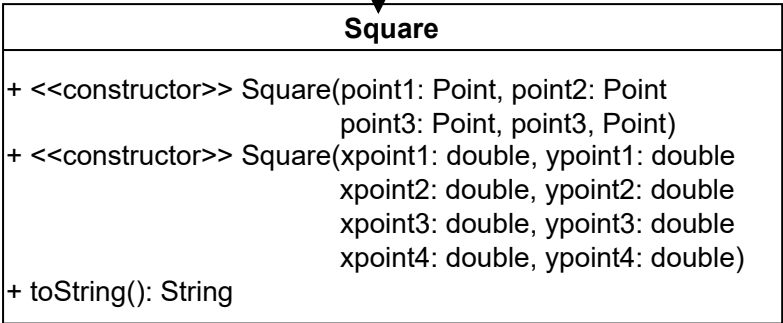 Square
+ <<constructor>> Square(point1: Point, point2: Point
point3: Point, point3, Point)
+ <<constructor>> Square(xpoint1: double, ypoint1: double
xpoint2: double, ypoint2: double
xpoint3: double, ypoint3: double
xpoint4: double, ypoint4: double)
+ toString(): String